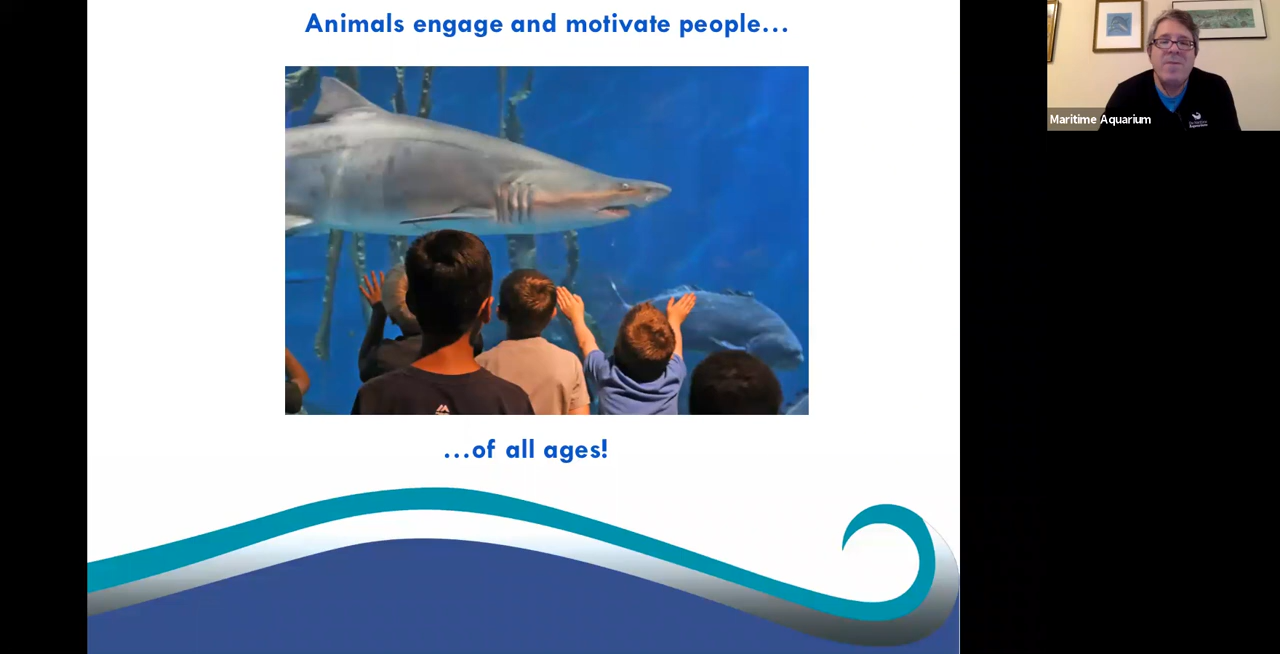 Animals engage and motivate people...
...of all ages!
Maritime Aquarium